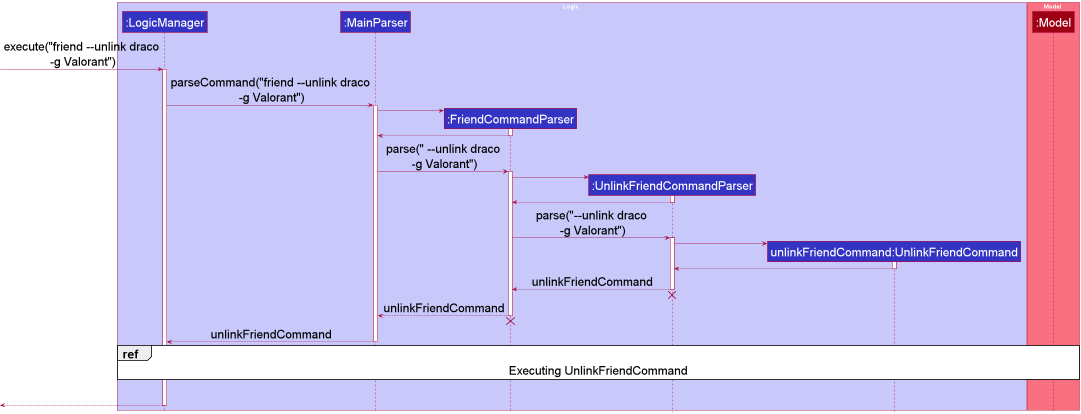 Logic
Model
:LogicManager
:MainParser
:Model
execute("friend --unlink draco
-g Valorant")
parseCommand("friend --unlink draco
-g Valorant")
:FriendCommandParser
parse(" --unlink draco
-g Valorant")
:UnlinkFriendCommandParser
parse("--unlink draco
-g Valorant")
unlinkFriendCommand:UnlinkFriendCommand
unlinkFriendCommand
unlinkFriendCommand
unlinkFriendCommand
ref
Executing UnlinkFriendCommand